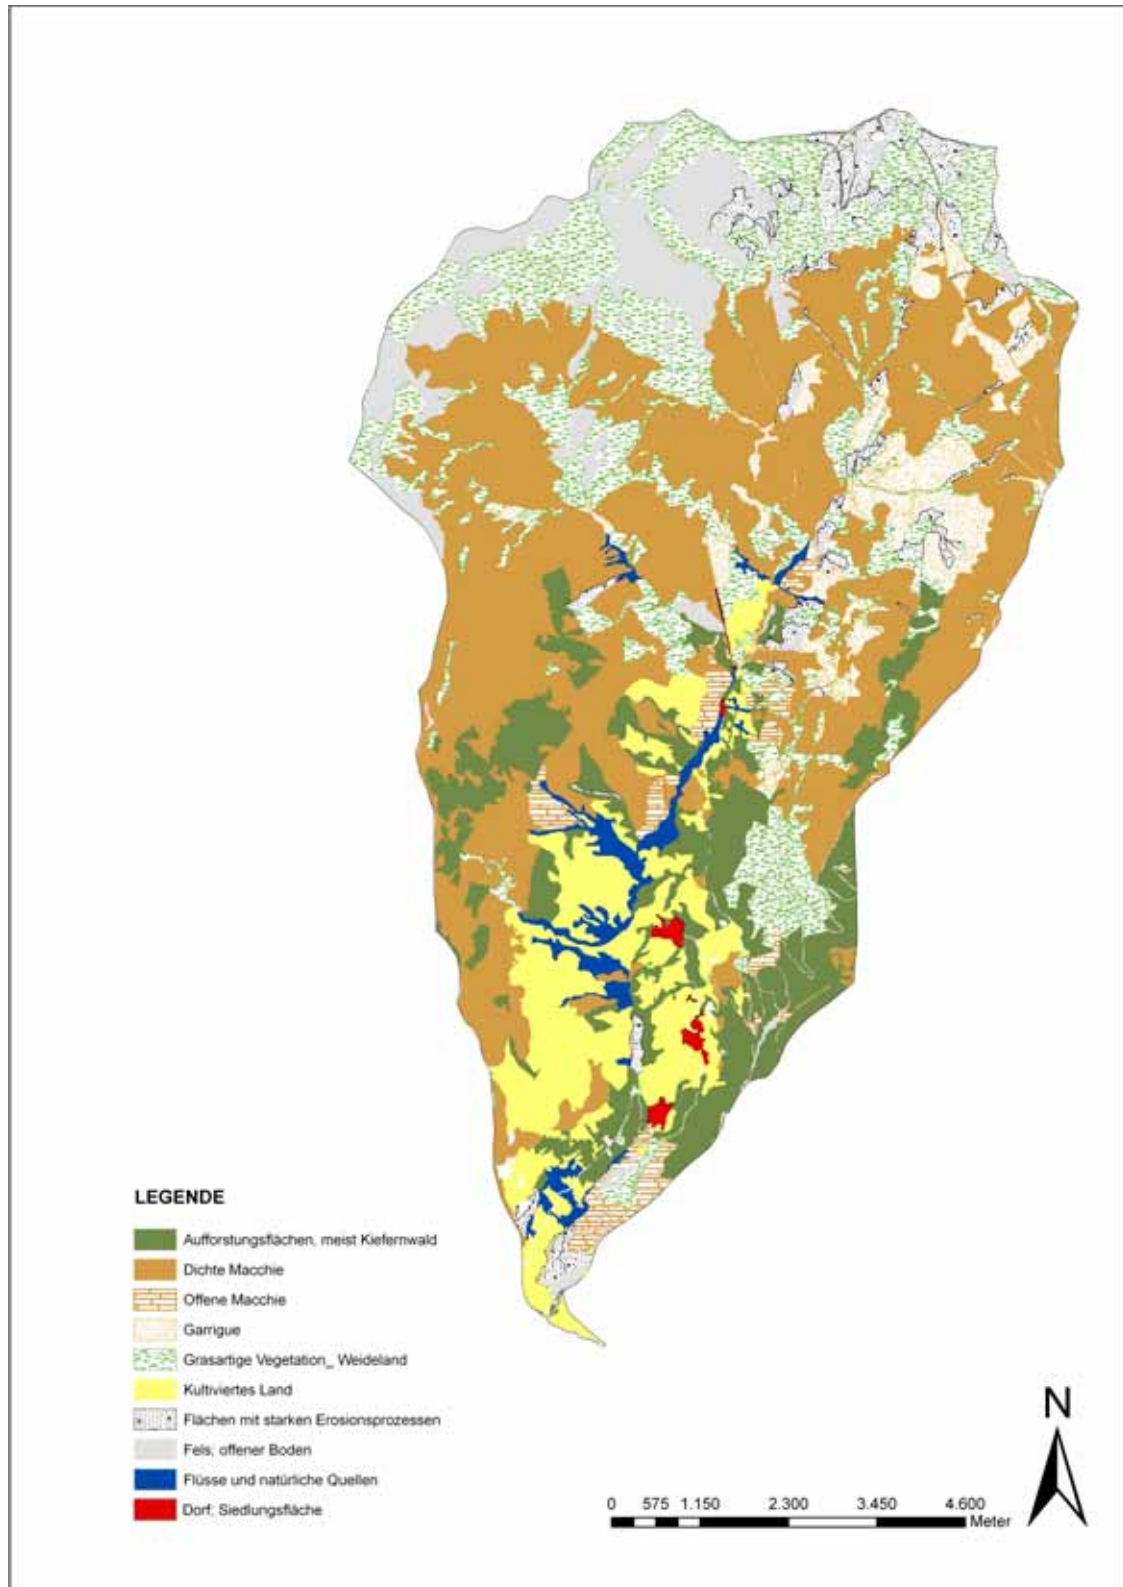 LEGENDE
Aufforstungsflächen, meist Kiefernwald
Dichte Macchie
Offene Macchie
Garrigue
Grasartige Vegetation_ Weideland
Kultiviertes Land
Flächen mit starken Erosionsprozessen
Fels; offener Boden
Flüsse und natürliche Quellen
Dorf; Siedlungsfläche
N
0 575 1.150 2.300 3.450 4.600
Meter